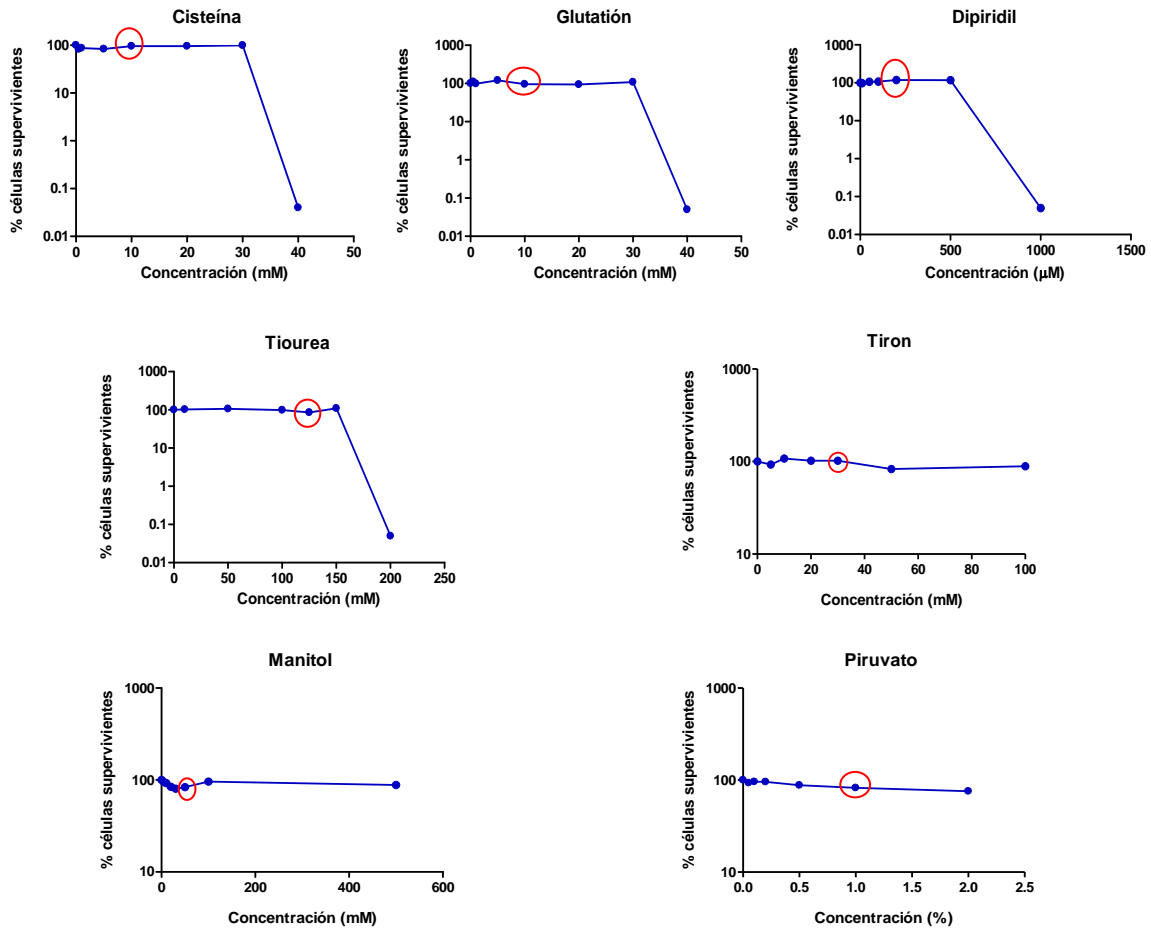 Cisteína
% células supervivientes
100
10
1
0.1
0.01
0 10 20 30 40 50
Concentración (mM)
Glutatión
% células supervivientes
1000
100
10
1
0.1
0.01
0 10 20 30 40 50
Concentración (mM)
Dipiridil
% células supervivientes
1000
100
10
1
0.1
0.01
0 500 1000 1500
Concentración (μM)
Tiourea
% células supervivientes
1000
100
10
1
0.1
0.01
0 50 100 150 200 250
Concentración (mM)
Tiron
% células supervivientes
1000
100
10
0 20 40 60 80 100
Concentración (mM)
Manitol
% células supervivientes
1000
100
10
0 200 400 600
Concentración (mM)
Piruvato
% células supervivientes
1000
100
10
0.0 0.5 1.0 1.5 2.0 2.5
Concentración (%)